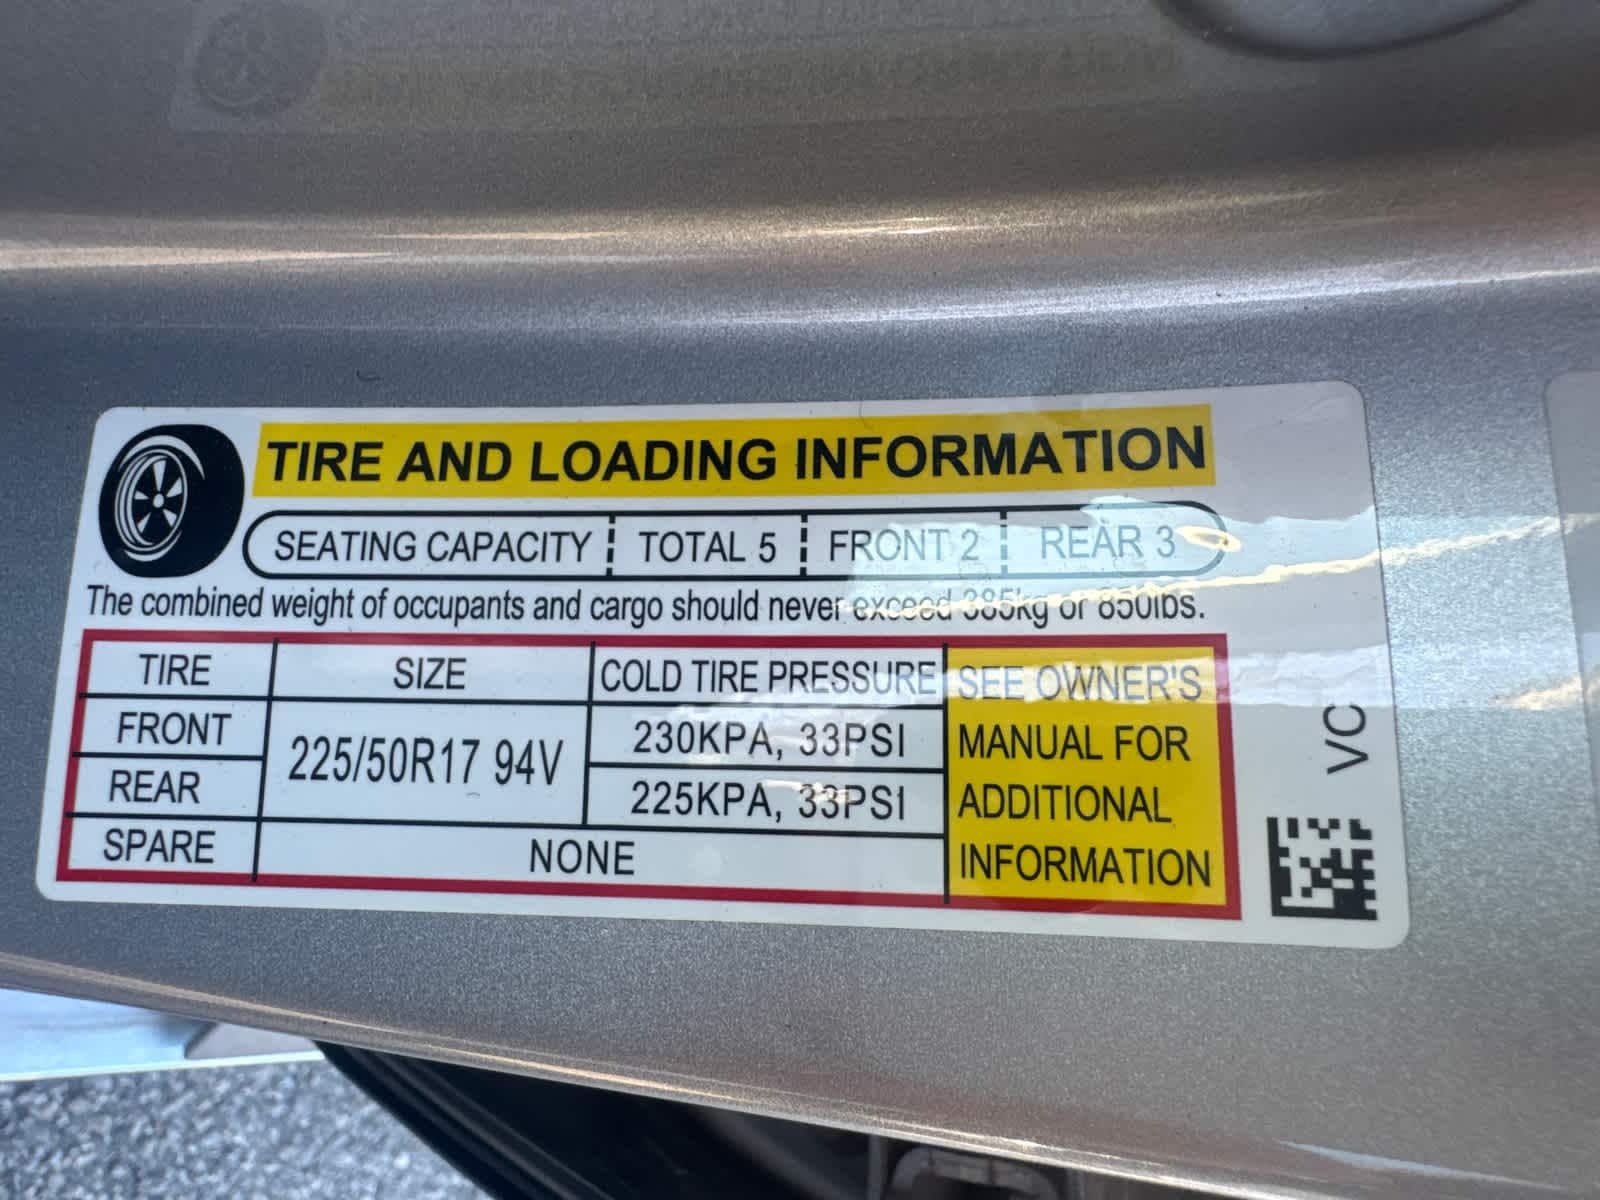 TIRE AND LOADING INFORMATION
SEATING CAPACITY TOTAL 5 FRONT 2 REAR 3
The combined weight of occupants and cargo should never exceed 385kg or 850lbs.
TIRE SIZE COLD TIRE PRESSURE
FRONT 225/50R17 94V 230KPA, 33PSI
REAR 225KPA, 33PSI
SPARE NONE
SEE OWNER'S
MANUAL FOR
ADDITIONAL
INFORMATION
VC